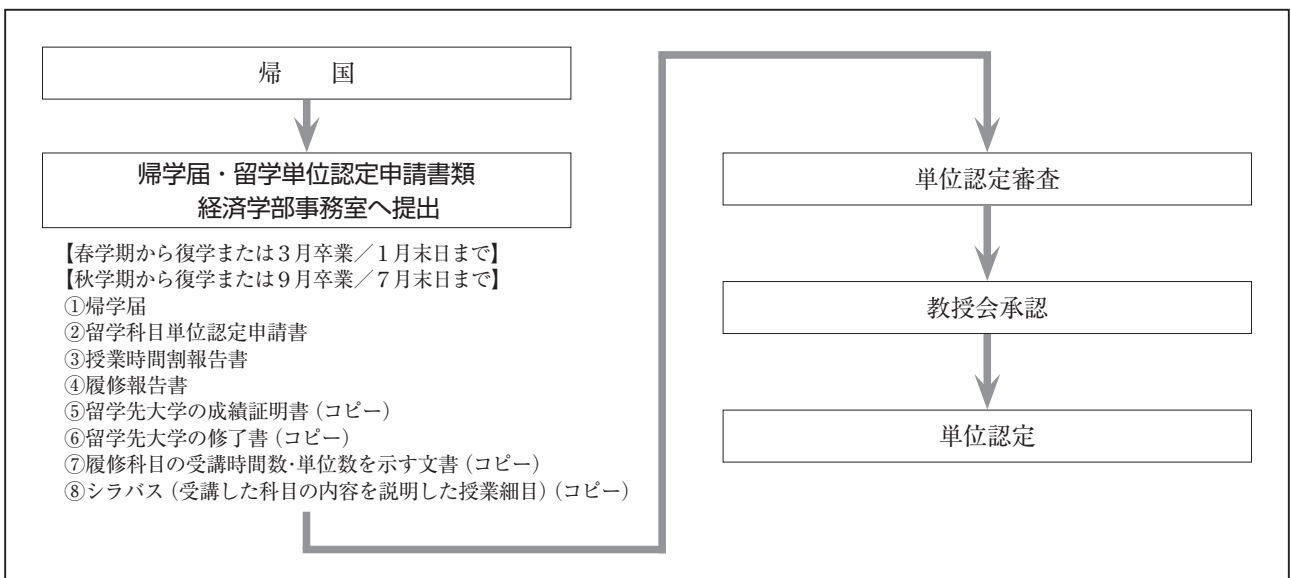 帰　　国
帰学届・留学単位認定申請書類
経済学部事務室へ提出
【春学期から復学または３月卒業／１月末日まで】
【秋学期から復学または９月卒業／７月末日まで】
①帰学届
②留学科目単位認定申請書
③授業時間割報告書
④履修報告書
⑤留学先大学の成績証明書（コピー）
⑥留学先大学の修了書（コピー）
⑦履修科目の受講時間数･単位数を示す文書（コピー）
⑧シラバス（受講した科目の内容を説明した授業細目）（コピー）
単位認定審査
教授会承認
単位認定